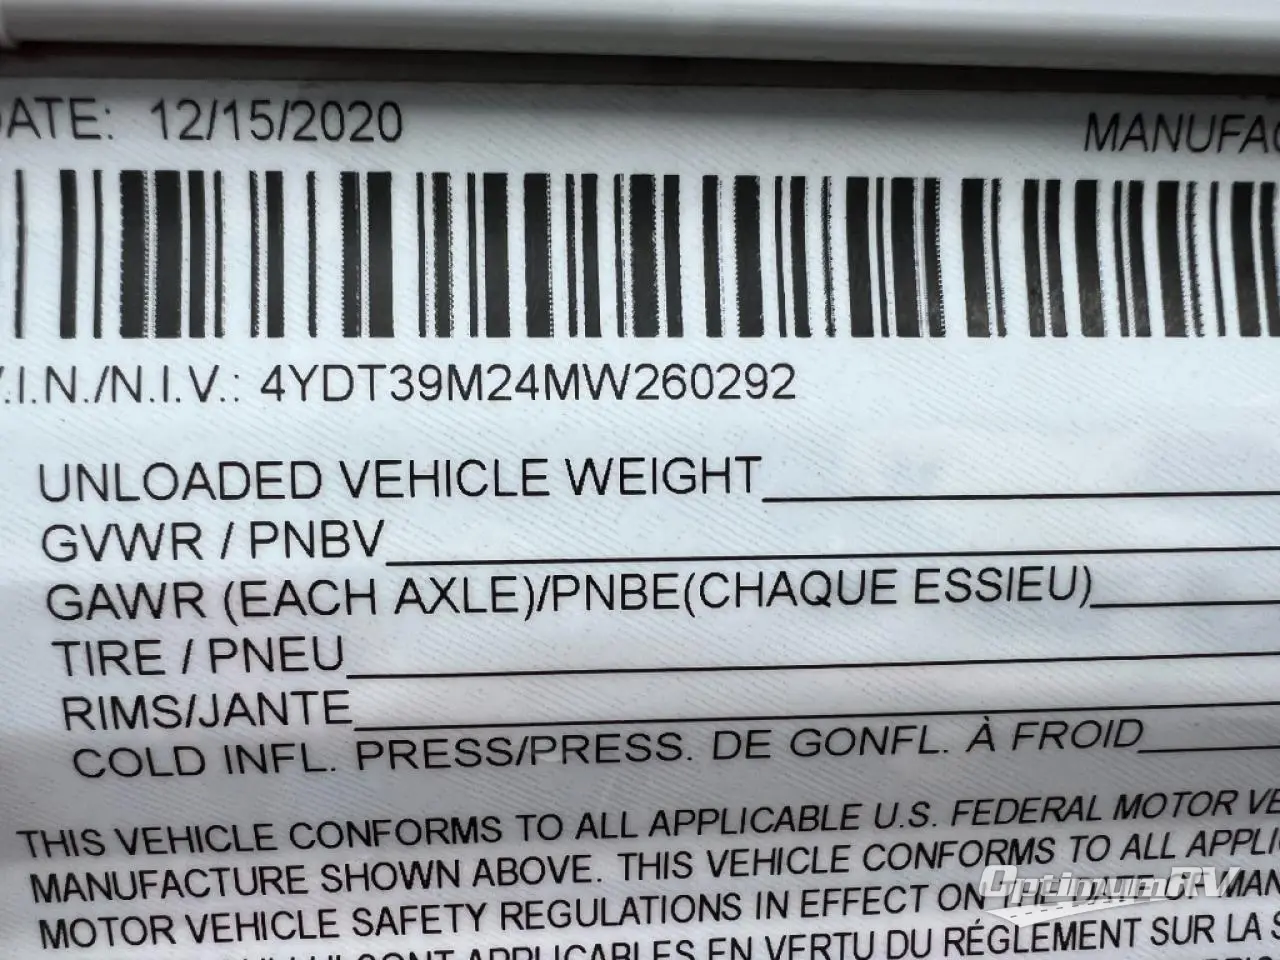 DATE: 12/15/2020
MANUFAC
V.I.N./N.I.V.: 4YDT39M24MW260292
UNLOADED VEHICLE WEIGHT
GVWR / PNBV
GAWR (EACH AXLE)/PNBE(CHAQUE ESSIEU)
TIRE / PNEU
RIMS/JANTE
COLD INFL. PRESS/PRESS. DE GONFL. À FROID
THIS VEHICLE CONFORMS TO ALL APPLICABLE U.S. FEDERAL MOTOR VE
MANUFACTURE SHOWN ABOVE. THIS VEHICLE CONFORMS TO ALL APPLI
MOTOR VEHICLE SAFETY REGULATIONS IN EFFECT ON THE DATE OF MAN
APPLICABLES EN VERTU DU RÉGLEMENT SUR LA S
OptimumRV